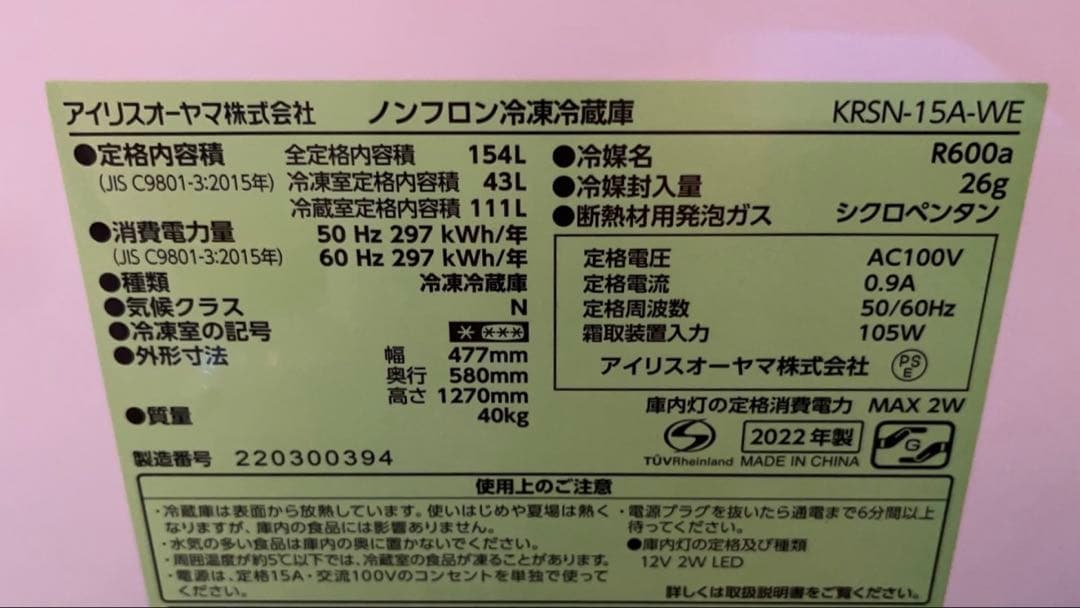 アイリスオーヤマ株式会社 ノンフロン冷凍冷蔵庫 KRSN-15A-WE
●定格内容積 全定格内容積 154L
(JIS C9801-3:2015年) 冷凍室定格内容積 43L
冷蔵室定格内容積 111L
●消費電力量 50 Hz 297 kWh/年
(JIS C9801-3:2015年) 60 Hz 297 kWh/年
●種類 冷凍冷蔵庫
●気候クラス N
●冷凍室の記号 * ***
●外形寸法 幅 477mm
奥行 580mm
高さ 1270mm
●質量 40kg
製造番号 220300394
●冷媒名 R600a
●冷媒封入量 26g
●断熱材用発泡ガス シクロペンタン
定格電圧 AC100V
定格電流 0.9A
定格周波数 50/60Hz
霜取装置入力 105W
アイリスオーヤマ株式会社 PSE
庫内灯の定格消費電力 MAX 2W
2022年製 G
TÜVRheinland MADE IN CHINA
使用上のご注意
・冷蔵庫は表面から放熱しています。使いはじめや夏場は熱く
なりますが、庫内の食品には影響ありません。
・水気の多い食品は庫内の奥に置かないでください。
・周囲温度が約5℃以下では、冷蔵室の食品が凍ることがあります。
・電源は、定格15A・交流100Vのコンセントを単独で使って
ください。
・電源プラグを抜いたら通電まで6分間以上
待ってください。
●庫内灯の定格及び種類
12V 2W LED
詳しくは取扱説明書をご覧ください。